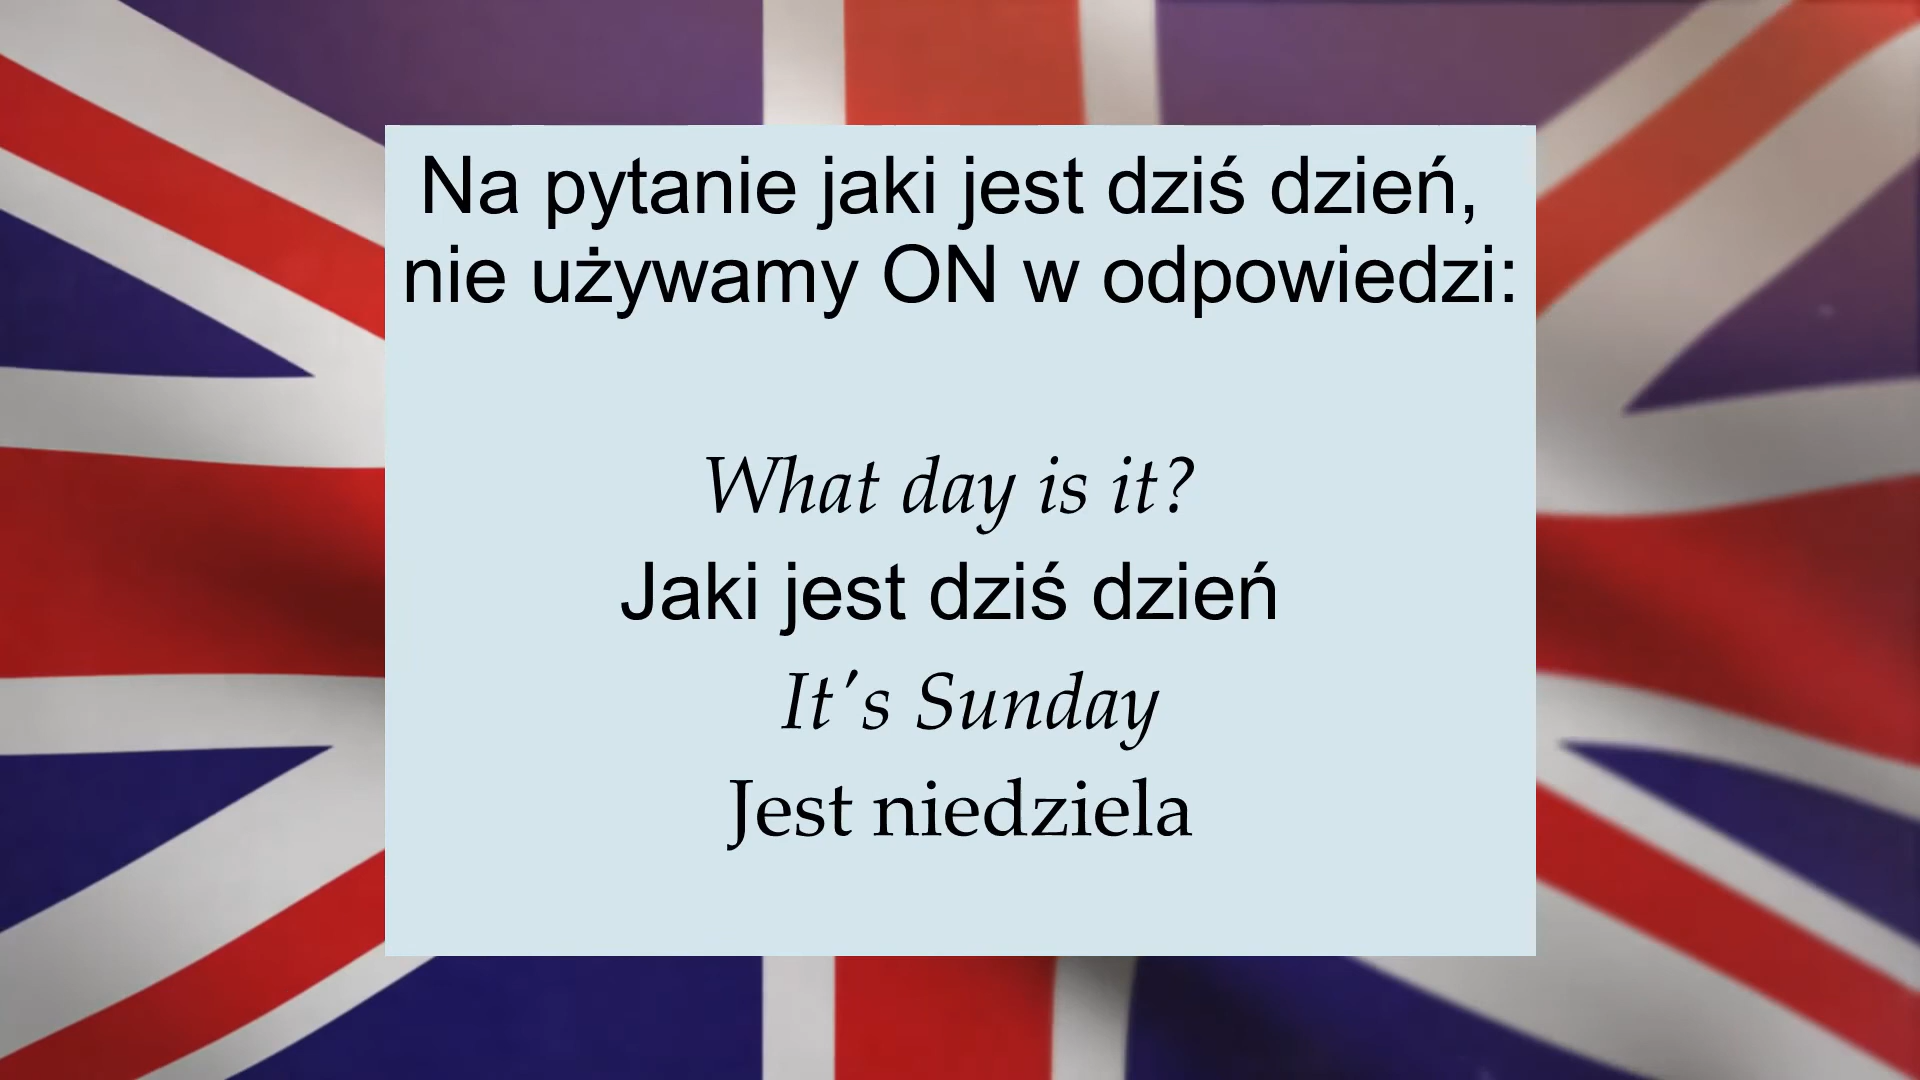 Na pytanie jaki jest dziś dzień,
nie używamy ON w odpowiedzi:
What day is it?
Jaki jest dziś dzień
It's Sunday
Jest niedziela